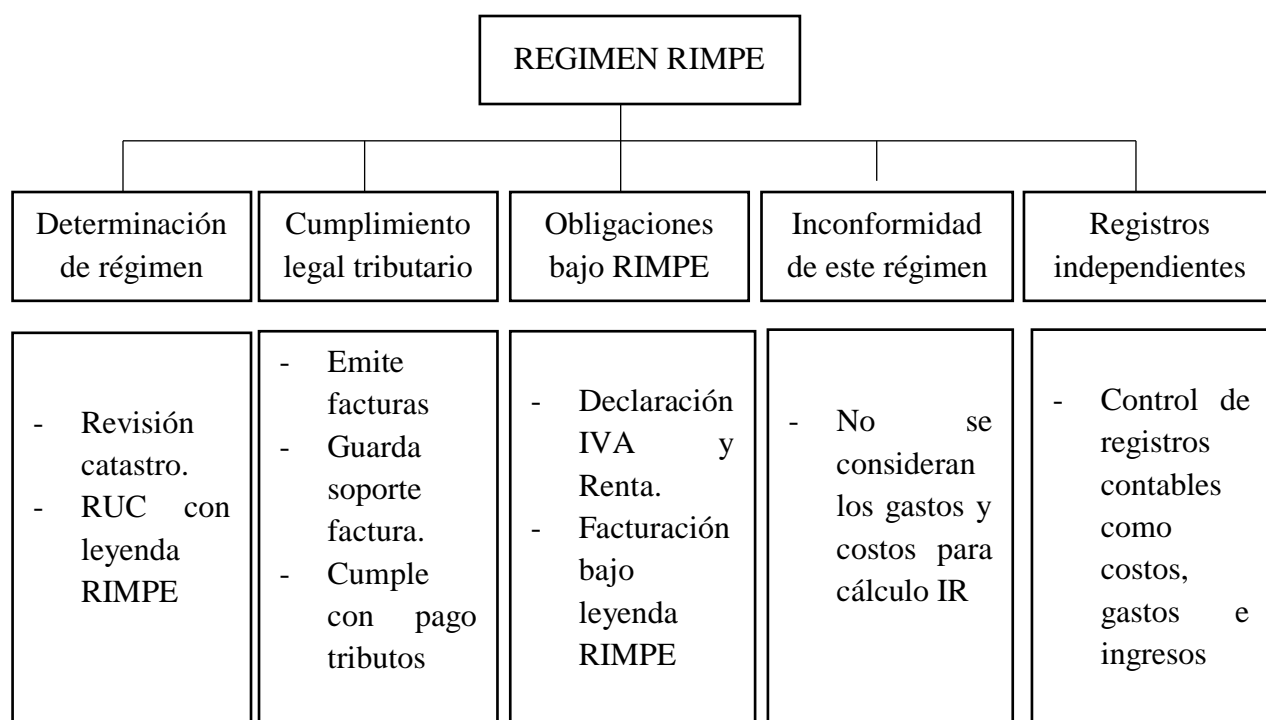 REGIMEN RIMPE
Determinación
de régimen
Cumplimiento
legal tributario
Obligaciones
bajo RIMPE
Inconformidad
de este régimen
Registros
independientes
- Revisión
catastro.
- RUC con
leyenda
RIMPE
- Emite
facturas
- Guarda
soporte
factura.
- Cumple
con pago
tributos
- Declaración
IVA y
Renta.
- Facturación
bajo
leyenda
RIMPE
- No se
consideran
los gastos y
costos para
cálculo IR
- Control de
registros
contables
como
costos,
gastos e
ingresos